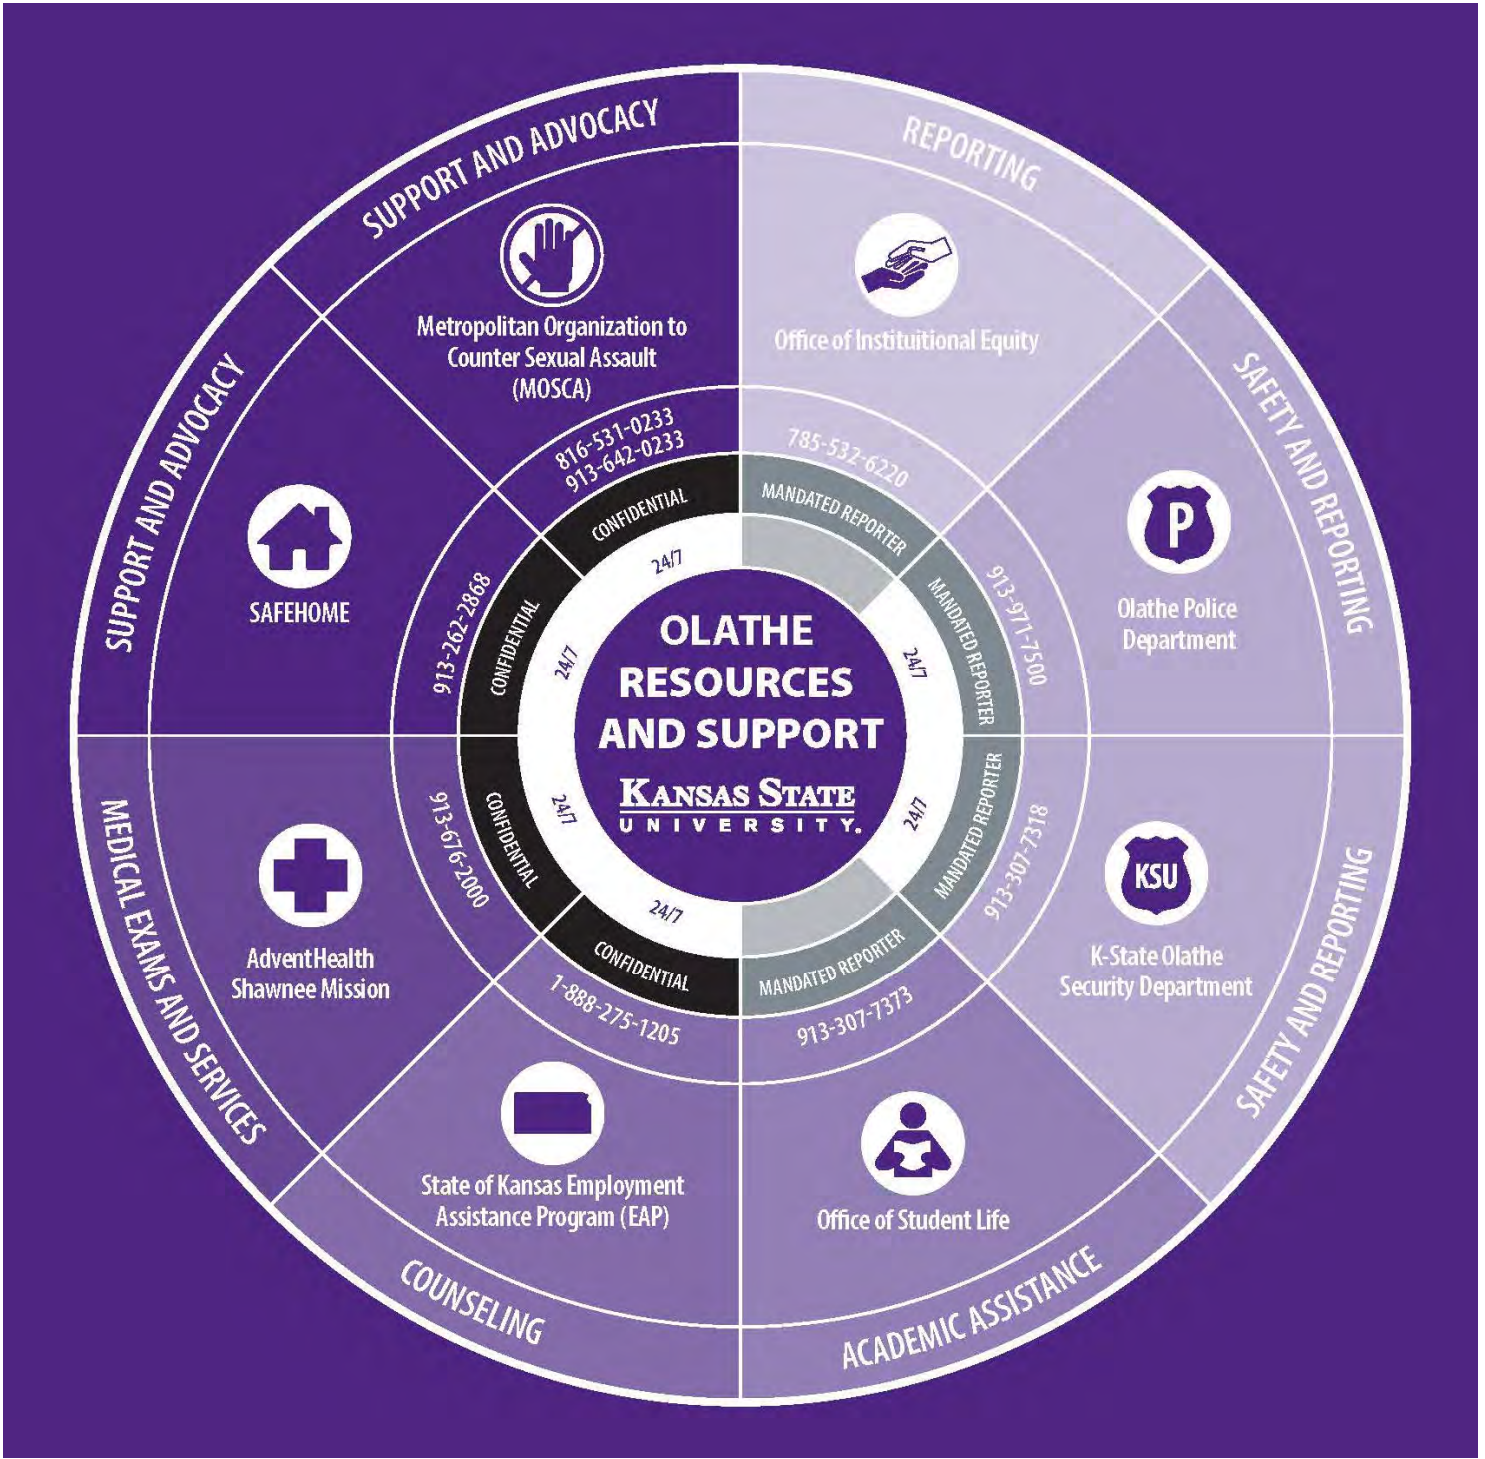 SUPPORT AND ADVOCACY
Metropolitan Organization to
Counter Sexual Assault
(MOSCA)
816-531-0233
913-642-0233
CONFIDENTIAL
24/7
REPORTING
Office of Instituitional Equity
785-532-6220
MANDATED REPORTER
SAFETY AND REPORTING
P
Olathe Police
Department
913-971-7500
MANDATED REPORTER
24/7
SAFETY AND REPORTING
KSU
K-State Olathe
Security Department
913-307-7318
MANDATED REPORTER
24/7
ACADEMIC ASSISTANCE
Office of Student Life
913-307-7373
MANDATED REPORTER
COUNSELING
State of Kansas Employment
Assistance Program (EAP)
1-888-275-1205
CONFIDENTIAL
24/7
MEDICAL EXAMS AND SERVICES
AdventHealth
Shawnee Mission
913-676-2000
CONFIDENTIAL
24/7
SUPPORT AND ADVOCACY
SAFEHOME
913-262-2868
CONFIDENTIAL
24/7
OLATHE
RESOURCES
AND SUPPORT
KANSAS STATE
UNIVERSITY.